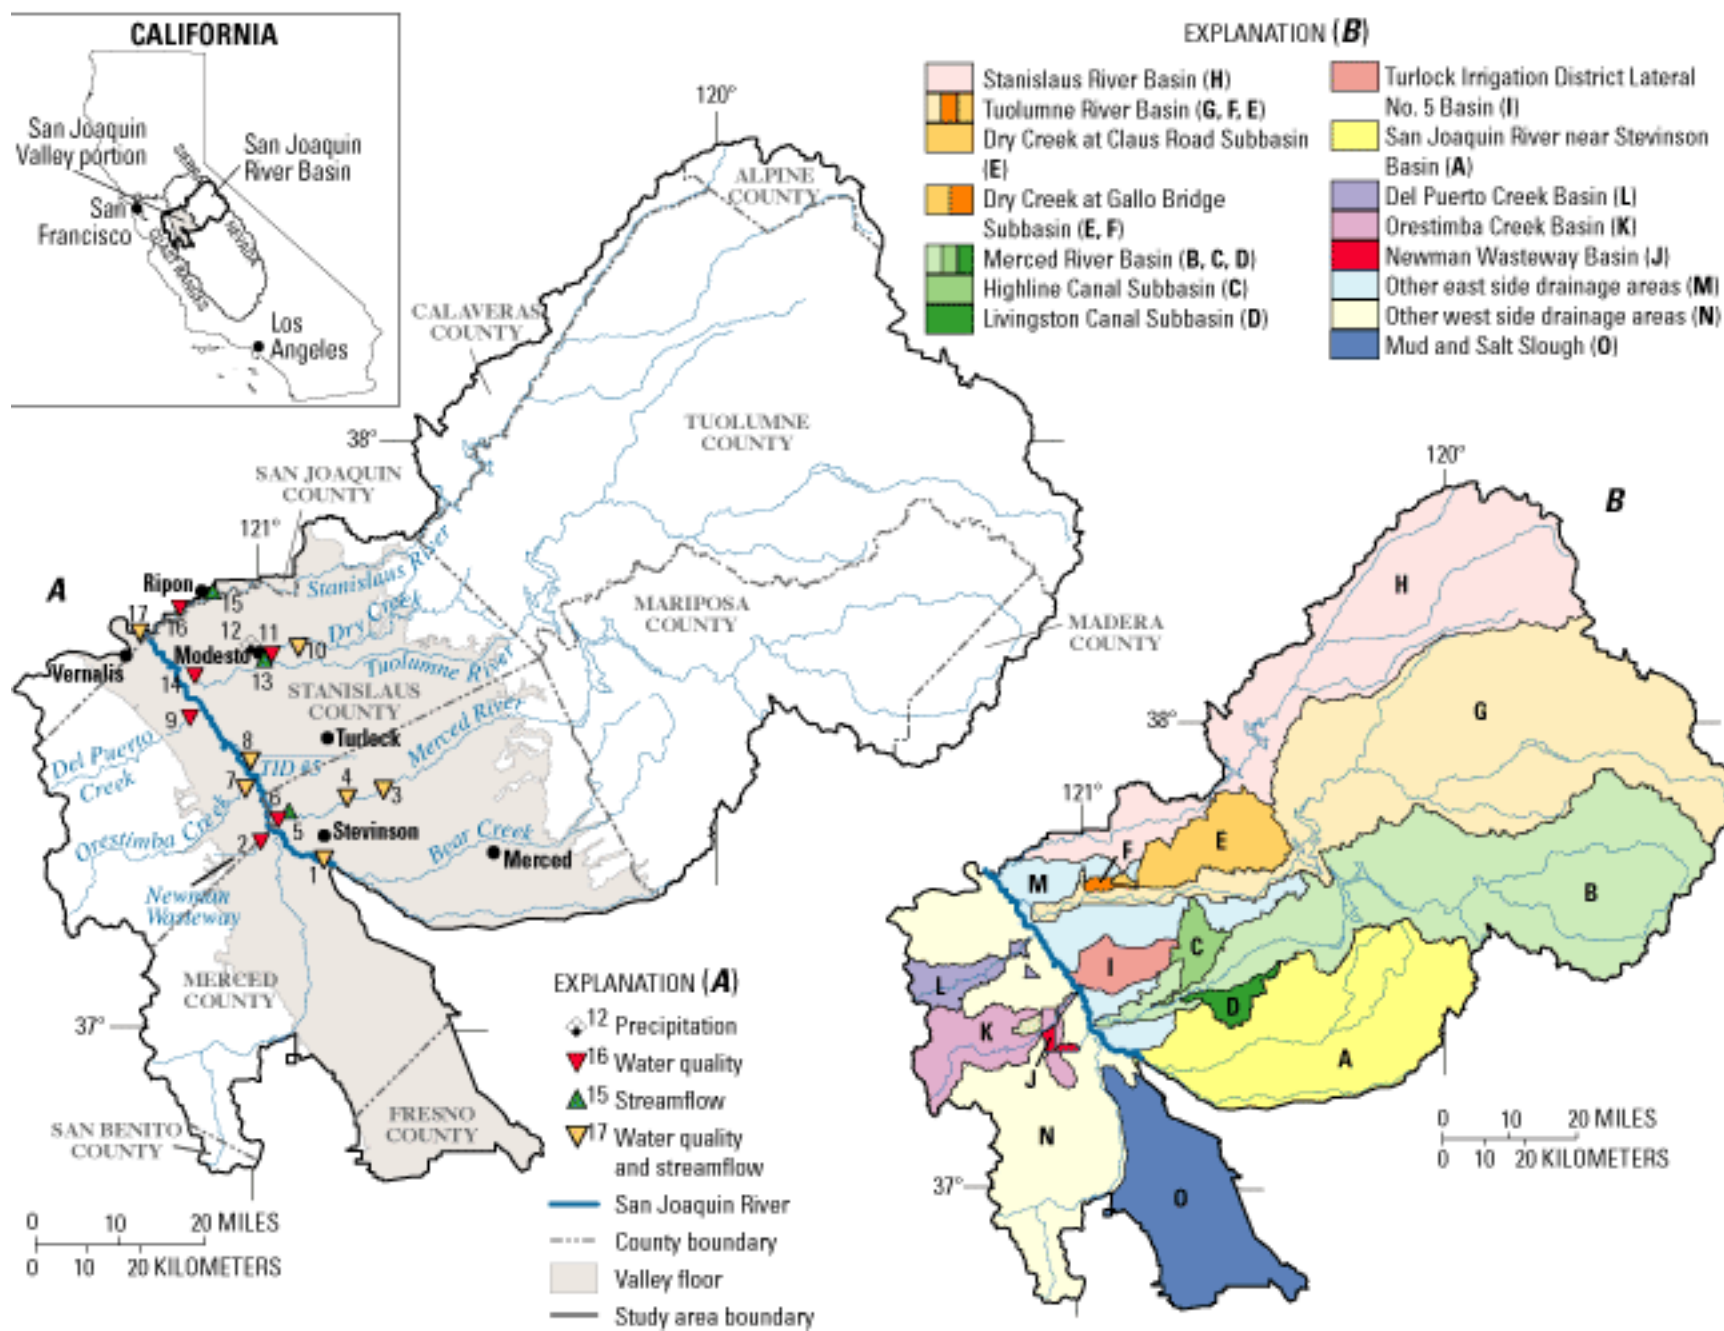 CALIFORNIA
San Joaquin
Valley portion
San Joaquin
River Basin
SIERRA
NEVADA
COAST RANGES
San
Francisco
Los
Angeles
EXPLANATION (B)
Stanislaus River Basin (H)
Tuolumne River Basin (G, F, E)
Dry Creek at Claus Road Subbasin
(E)
Dry Creek at Gallo Bridge
Subbasin (E, F)
Merced River Basin (B, C, D)
Highline Canal Subbasin (C)
Livingston Canal Subbasin (D)
Turlock Irrigation District Lateral
No. 5 Basin (I)
San Joaquin River near Stevinson
Basin (A)
Del Puerto Creek Basin (L)
Orestimba Creek Basin (K)
Newman Wasteway Basin (J)
Other east side drainage areas (M)
Other west side drainage areas (N)
Mud and Salt Slough (O)
A
120°
ALPINE
COUNTY
CALAVERAS
COUNTY
TUOLUMNE
COUNTY
38°
SAN JOAQUIN
COUNTY
121°
Ripon
Stanislaus River
15
17
16
12
11
10
Dry Creek
Modesto
13
14
Tuolumne River
Vernalis
STANISLAUS
COUNTY
MARIPOSA
COUNTY
MADERA
COUNTY
9
Turlock
Merced River
Del Puerto
Creek
8
TID #5
7
4
3
6
5
Orestimba Creek
2
Stevinson
Bear Creek
Merced
1
Newman
Wasteway
MERCED
COUNTY
37°
SAN BENITO
COUNTY
FRESNO
COUNTY
0 10 20 MILES
0 10 20 KILOMETERS
EXPLANATION (A)
12 Precipitation
16 Water quality
15 Streamflow
17 Water quality
and streamflow
San Joaquin River
County boundary
Valley floor
Study area boundary
B
120°
H
G
38°
121°
E
F
M
B
C
I
L
D
K
A
J
N
O
37°
0 10 20 MILES
0 10 20 KILOMETERS